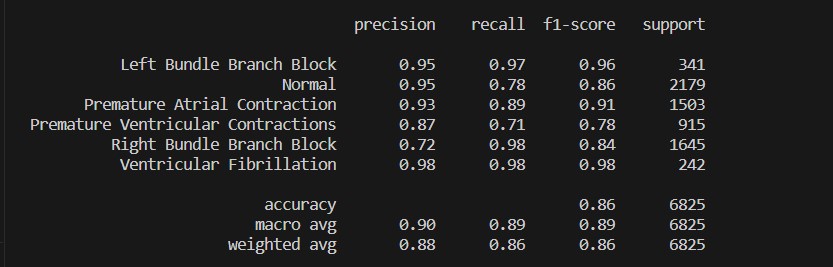 precision recall f1-score support
Left Bundle Branch Block 0.95 0.97 0.96 341
Normal 0.95 0.78 0.86 2179
Premature Atrial Contraction 0.93 0.89 0.91 1503
Premature Ventricular Contractions 0.87 0.71 0.78 915
Right Bundle Branch Block 0.72 0.98 0.84 1645
Ventricular Fibrillation 0.98 0.98 0.98 242
accuracy 0.86 6825
macro avg 0.90 0.89 0.89 6825
weighted avg 0.88 0.86 0.86 6825